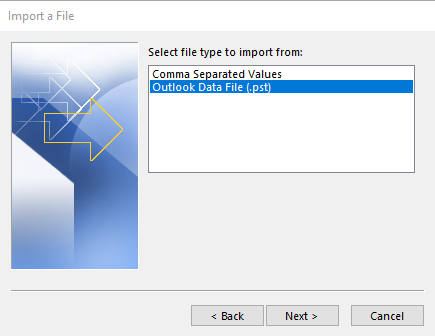 Import a File
Select file type to import from:
Comma Separated Values
Outlook Data File (.pst)
< Back
Next >
Cancel